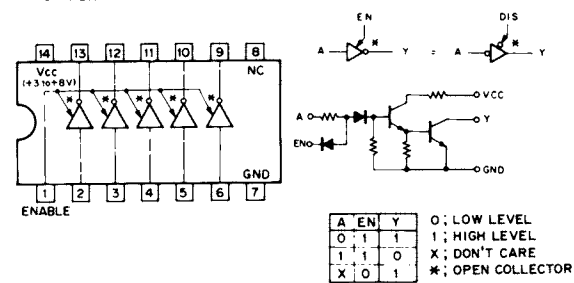 14 13 12 11 10 9 8
Vcc
(+3 to +8V)
NC
* * * * *
GND
1 2 3 4 5 6 7
ENABLE
EN
A * Y
=
DIS
A * Y
VCC
A
Y
EN
GND
A EN Y
0 1 1
1 1 0
X 0 1
0 ; LOW LEVEL
1 ; HIGH LEVEL
X ; DON'T CARE
* ; OPEN COLLECTOR